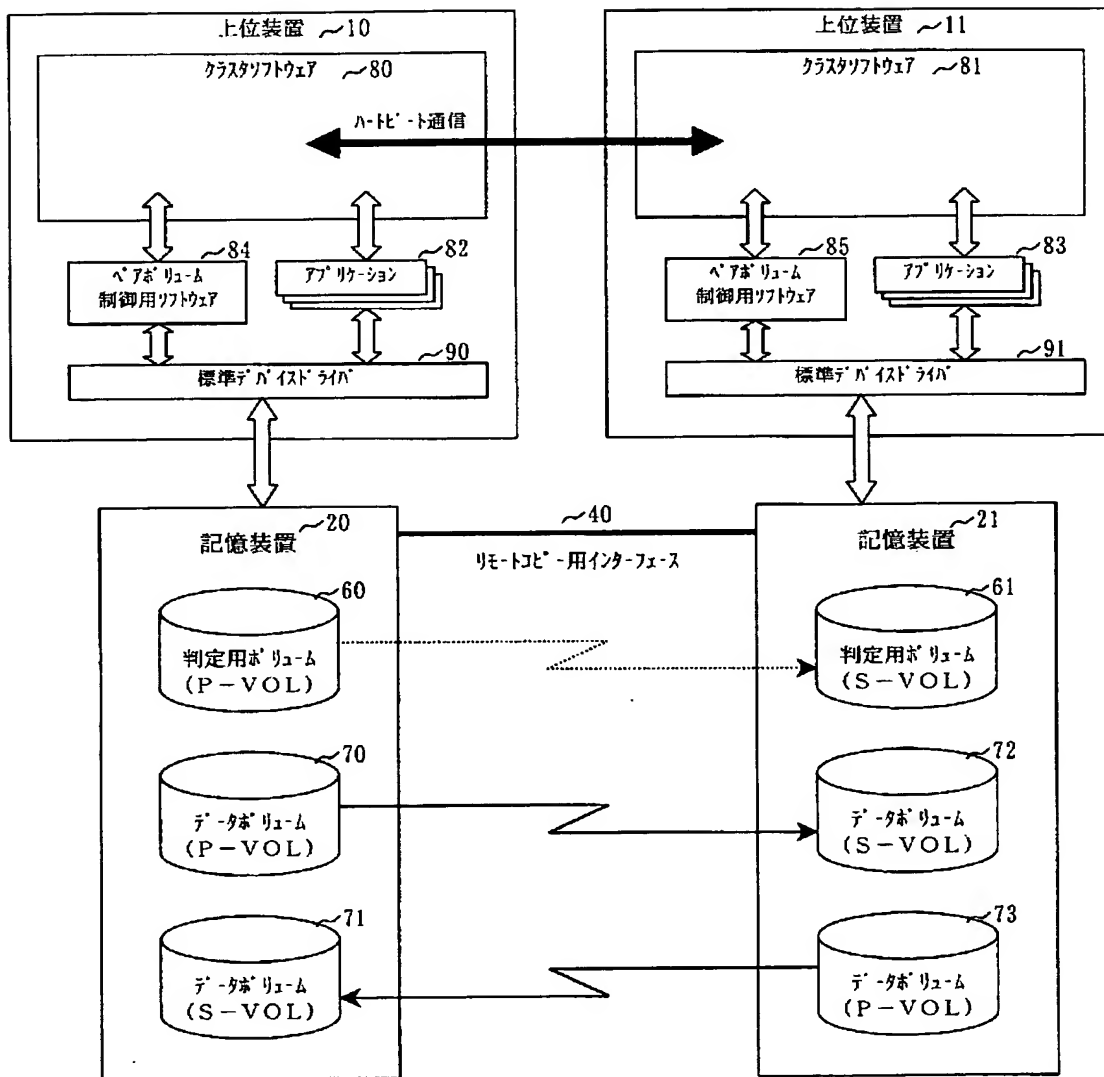 上位装置 ～10
クラスタソフトウェア ～80
ハートビート通信
～84
ペアボリューム
制御用ソフトウェア
～82
アプリケーション
～90
標準デバイスドライバ
上位装置 ～11
クラスタソフトウェア ～81
～85
ペアボリューム
制御用ソフトウェア
～83
アプリケーション
～91
標準デバイスドライバ
～20
記憶装置
～40
リモートコピー用インターフェース
～21
記憶装置
～60
判定用ボリューム
(P-VOL)
～61
判定用ボリューム
(S-VOL)
～70
データボリューム
(P-VOL)
～72
データボリューム
(S-VOL)
～71
データボリューム
(S-VOL)
～73
データボリューム
(P-VOL)